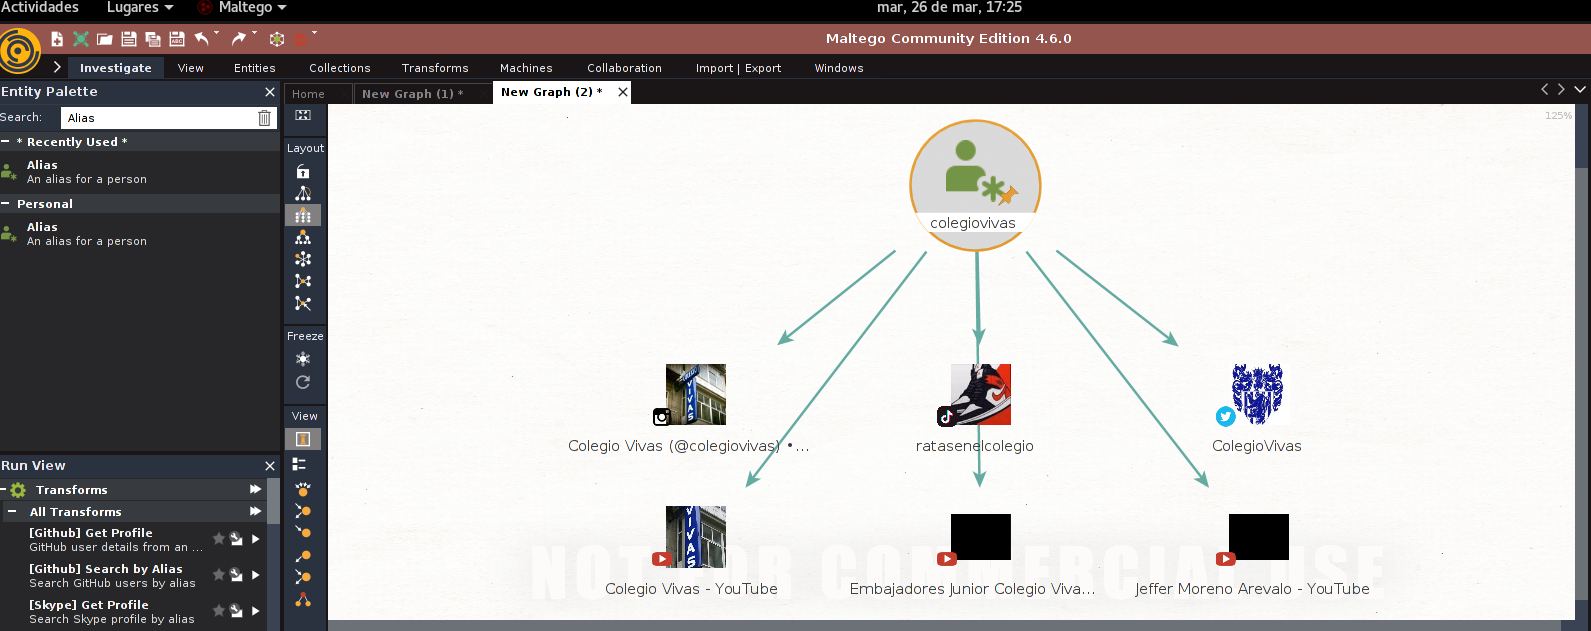 Actividades Lugares Maltego mar, 26 de mar, 17:25
Maltego Community Edition 4.6.0
Investigate View Entities Collections Transforms Machines Collaboration Import | Export Windows
Entity Palette
Home New Graph (1) * New Graph (2) *
Search: Alias
125%
* Recently Used *
Alias
An alias for a person
Personal
Alias
An alias for a person
Layout
Freeze
View
colegiovivas
VIVAS
Colegio Vivas (@colegiovivas) •...
ratasenelcolegio
ColegioVivas
VIVAS
Colegio Vivas - YouTube
Embajadores Junior Colegio Viva...
Jeffer Moreno Arevalo - YouTube
NOT FOR COMMERCIAL USE
Run View
Transforms
All Transforms
[Github] Get Profile
GitHub user details from an ...
[Github] Search by Alias
Search GitHub users by alias
[Skype] Get Profile
Search Skype profile by alias